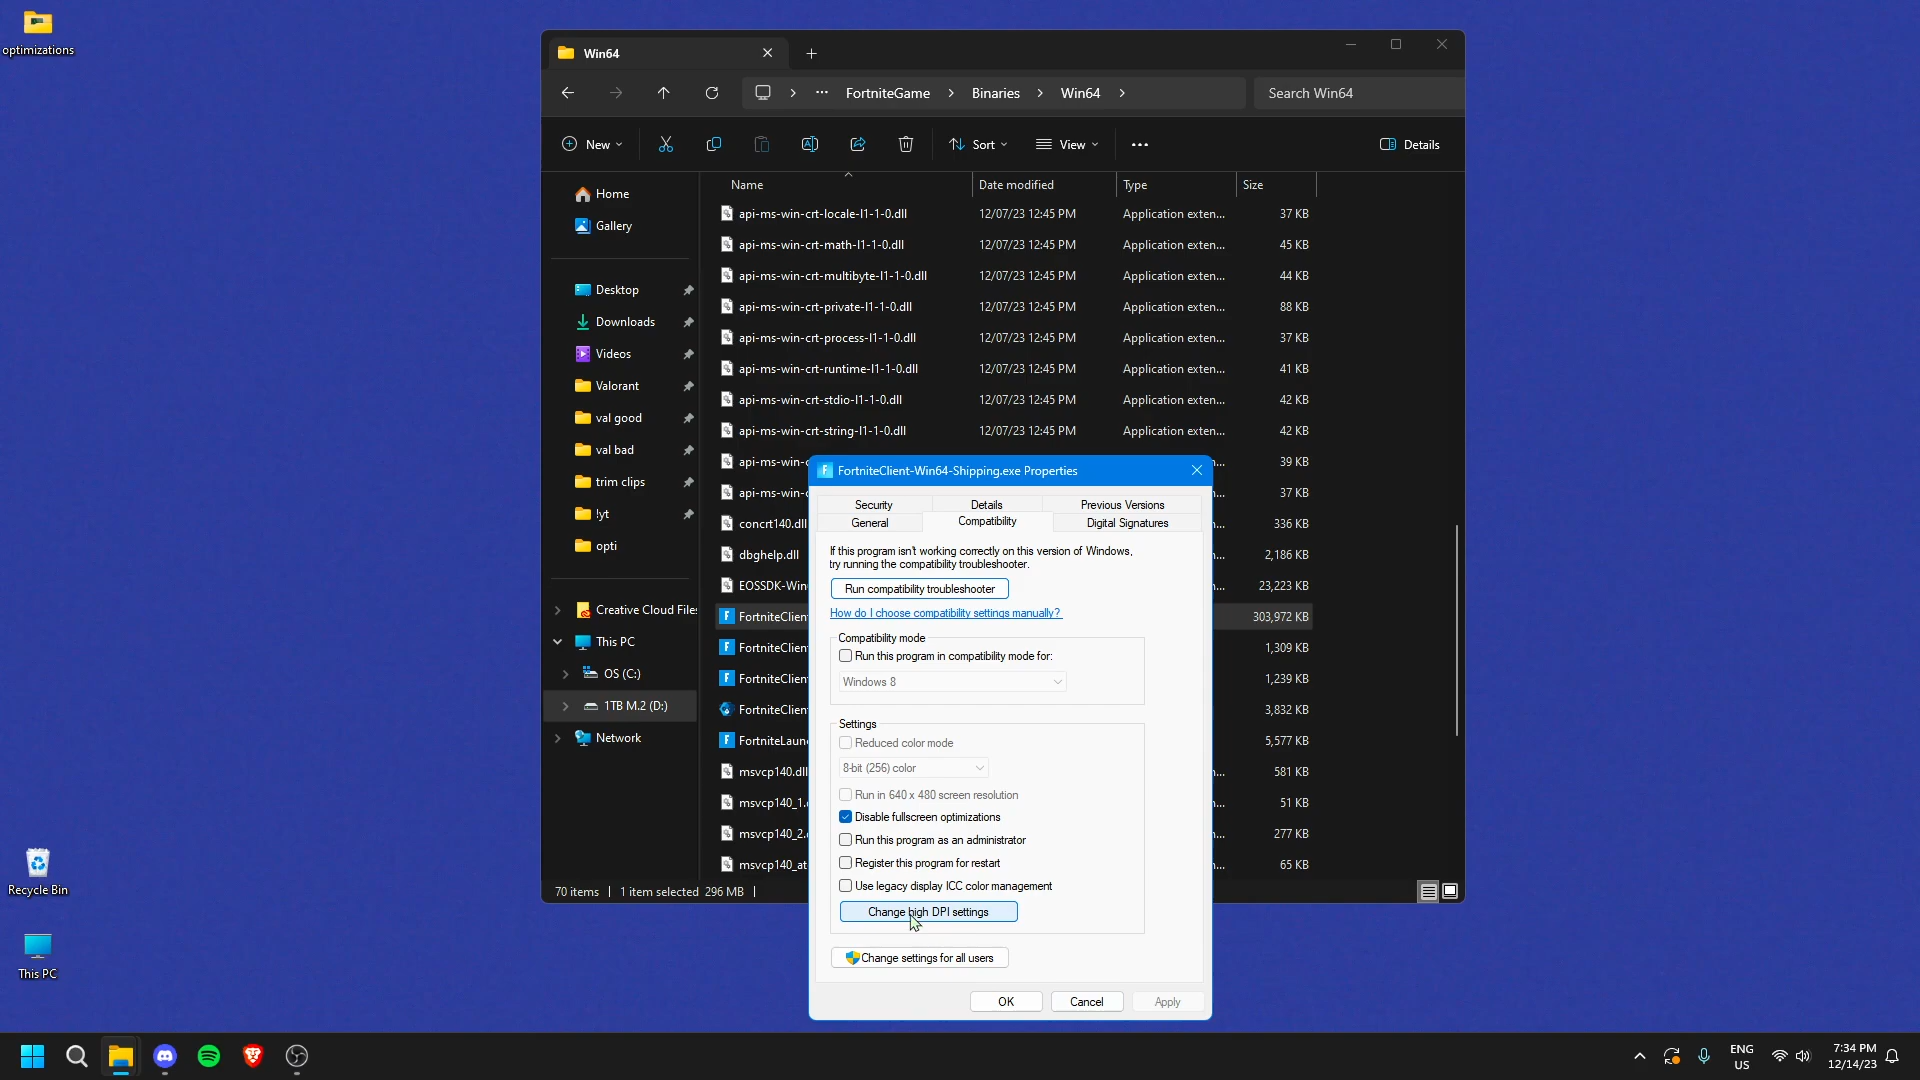 optimizations
Win64
FortniteGame
Binaries
Win64
Search Win64
New
Sort
View
Details
Home
Gallery
Desktop
Downloads
Videos
Valorant
val good
val bad
trim clips
!yt
opti
Creative Cloud Files
This PC
OS (C:)
1TB M.2 (D:)
Network
Name Date modified Type Size
api-ms-win-crt-locale-l1-1-0.dll 12/07/23 12:45 PM Application exten... 37 KB
api-ms-win-crt-math-l1-1-0.dll 12/07/23 12:45 PM Application exten... 45 KB
api-ms-win-crt-multibyte-l1-1-0.dll 12/07/23 12:45 PM Application exten... 44 KB
api-ms-win-crt-private-l1-1-0.dll 12/07/23 12:45 PM Application exten... 88 KB
api-ms-win-crt-process-l1-1-0.dll 12/07/23 12:45 PM Application exten... 37 KB
api-ms-win-crt-runtime-l1-1-0.dll 12/07/23 12:45 PM Application exten... 41 KB
api-ms-win-crt-stdio-l1-1-0.dll 12/07/23 12:45 PM Application exten... 42 KB
api-ms-win-crt-string-l1-1-0.dll 12/07/23 12:45 PM Application exten... 42 KB
api-ms-win-c n... 39 KB
api-ms-win-c n... 37 KB
concrt140.dll n... 336 KB
dbghelp.dll n... 2,186 KB
EOSSDK-Win n... 23,223 KB
FortniteClien 303,972 KB
FortniteClien 1,309 KB
FortniteClien 1,239 KB
FortniteClien 3,832 KB
FortniteLaun 5,577 KB
msvcp140.dll n... 581 KB
msvcp140_1. n... 51 KB
msvcp140_2. n... 277 KB
msvcp140_at n... 65 KB
70 items
1 item selected 296 MB
FortniteClient-Win64-Shipping.exe Properties
Security Details Previous Versions
General Compatibility Digital Signatures
If this program isn't working correctly on this version of Windows,
try running the compatibility troubleshooter.
Run compatibility troubleshooter
How do I choose compatibility settings manually?
Compatibility mode
Run this program in compatibility mode for:
Windows 8
Settings
Reduced color mode
8-bit (256) color
Run in 640 x 480 screen resolution
Disable fullscreen optimizations
Run this program as an administrator
Register this program for restart
Use legacy display ICC color management
Change high DPI settings
Change settings for all users
OK Cancel Apply
Recycle Bin
This PC
ENG
US
7:34 PM
12/14/23